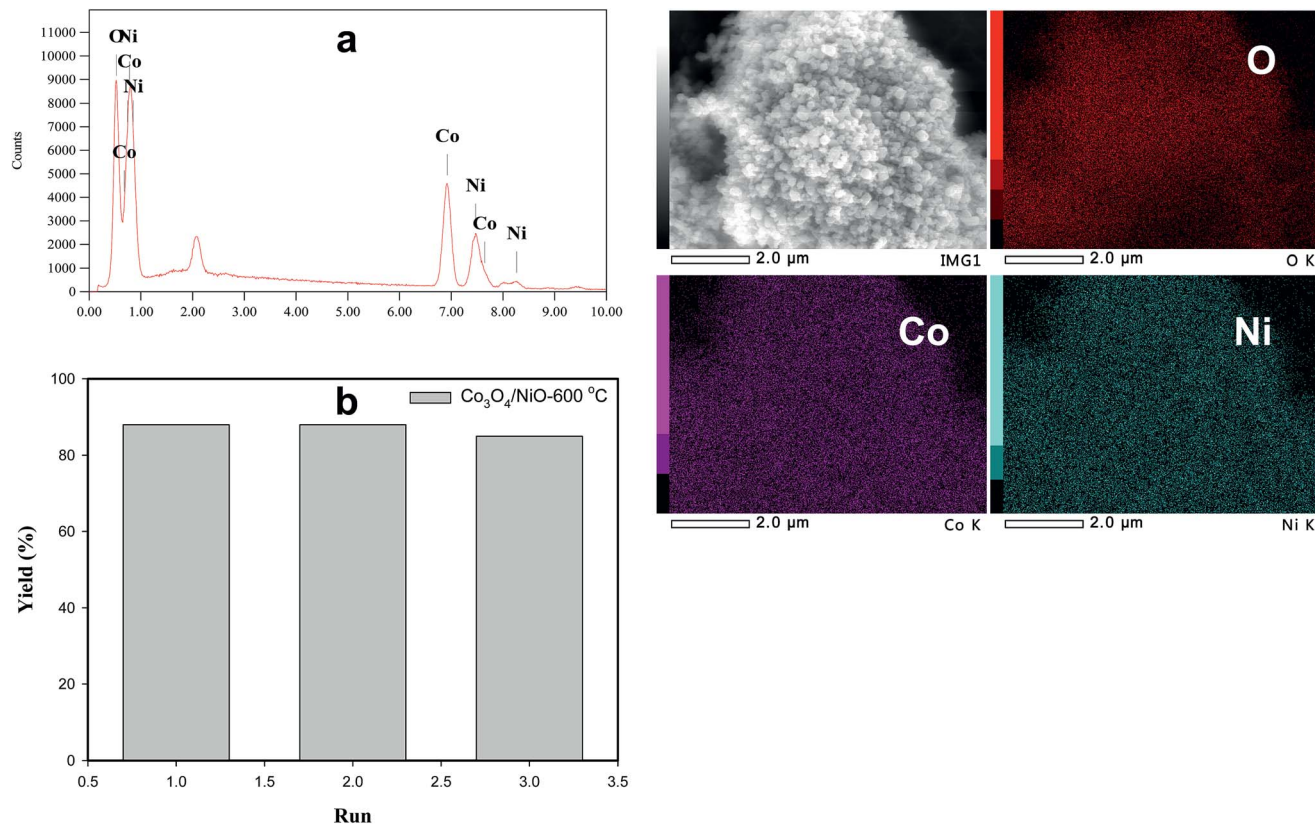 a
11000
10000
9000
8000
7000
6000
5000
4000
3000
2000
1000
0
Counts
O Ni
Co
Ni
Co
Co
Ni
Co
Ni
0.00 1.00 2.00 3.00 4.00 5.00 6.00 7.00 8.00 9.00 10.00
2.0 µm IMG1
O
2.0 µm O K
Co
2.0 µm Co K
Ni
2.0 µm Ni K
b
Co₃O₄/NiO-600 °C
100
80
60
40
20
0
Yield (%)
0.5 1.0 1.5 2.0 2.5 3.0 3.5
Run